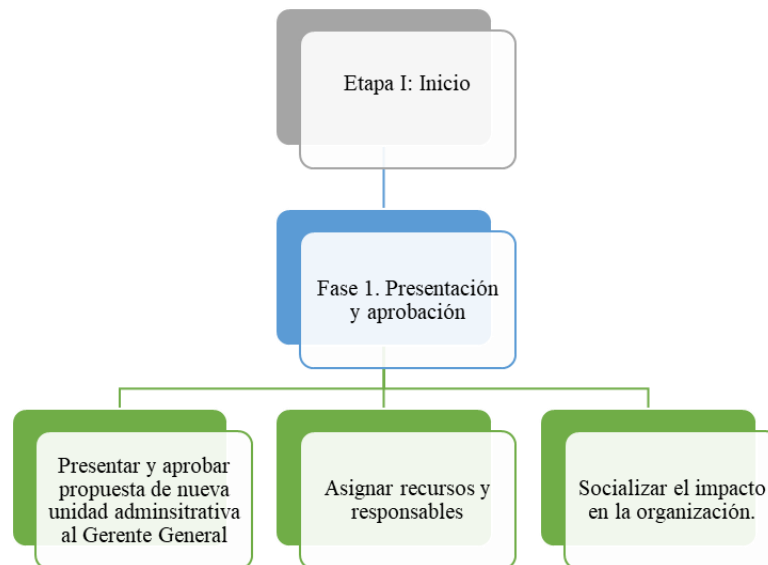 Etapa I: Inicio
Fase 1. Presentación
y aprobación
Presentar y aprobar
propuesta de nueva
unidad adminsitrativa
al Gerente General
Asignar recursos y
responsables
Socializar el impacto
en la organización.